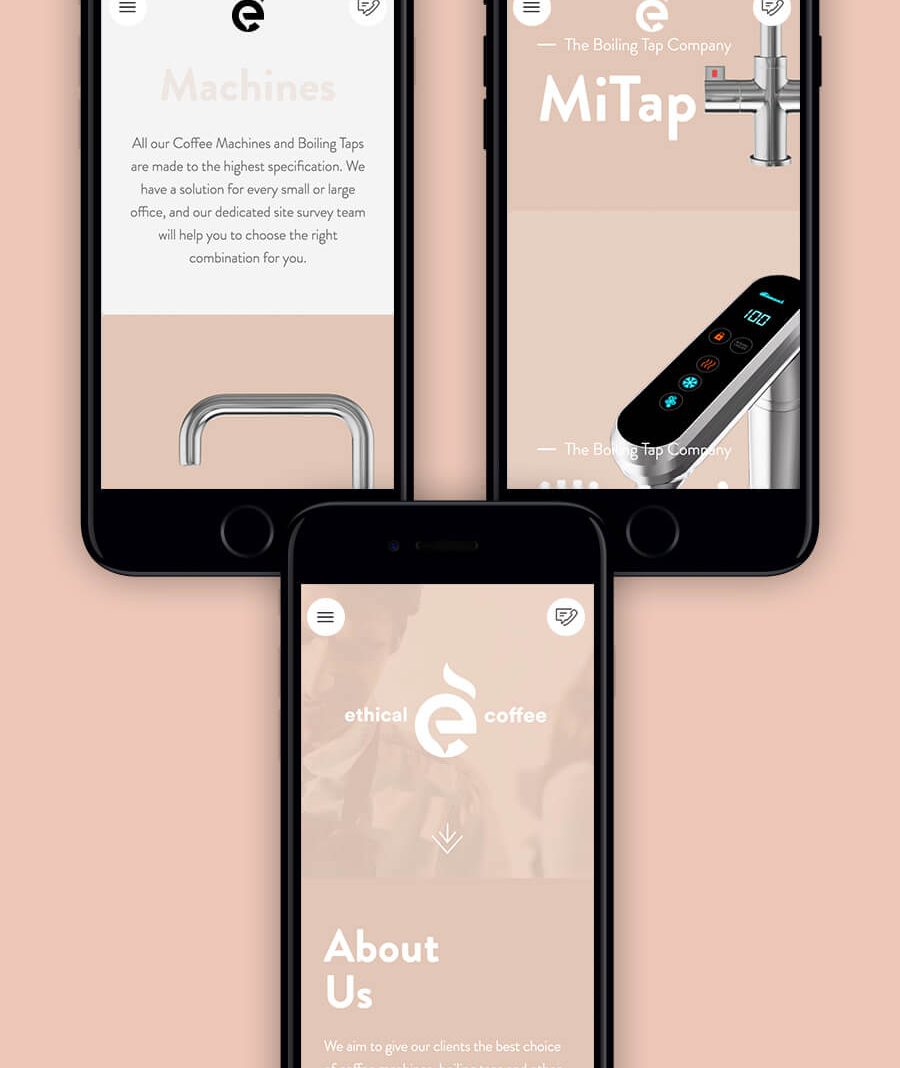 Machines
All our Coffee Machines and Boiling Taps
are made to the highest specification. We
have a solution for every small or large
office, and our dedicated site survey team
will help you to choose the right
combination for you.
The Boiling Tap Company
MiTap
100
The Boiling Tap Company
ethical è coffee
About
Us
We aim to give our clients the best choice